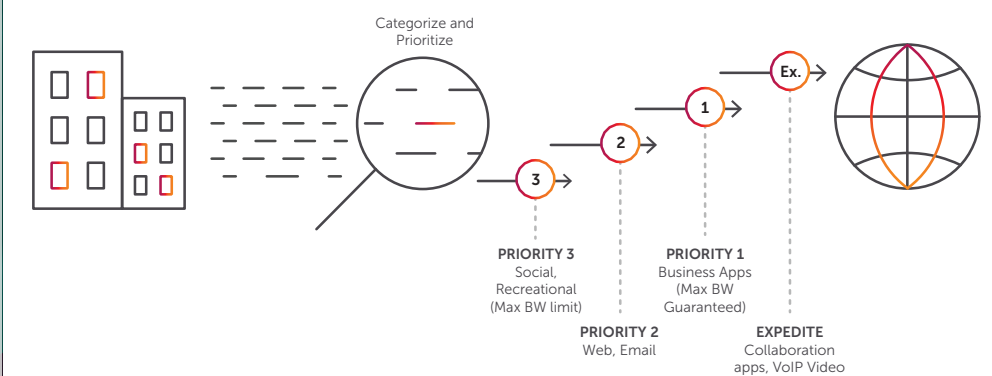 Categorize and
Prioritize
Ex.
1
2
3
PRIORITY 3
Social,
Recreational
(Max BW limit)
PRIORITY 1
Business Apps
(Max BW
Guaranteed)
PRIORITY 2
Web, Email
EXPEDITE
Collaboration
apps, VoIP Video